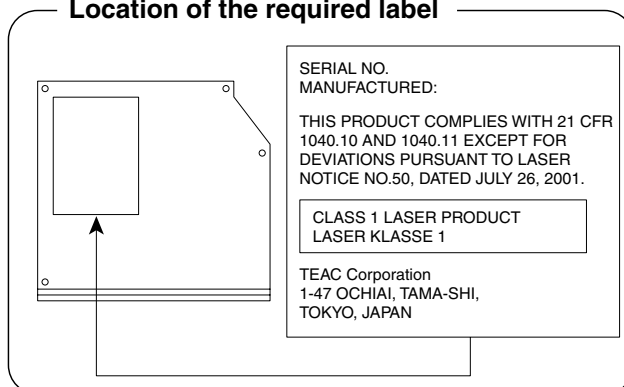 Location of the required label
SERIAL NO.
MANUFACTURED:
THIS PRODUCT COMPLIES WITH 21 CFR
1040.10 AND 1040.11 EXCEPT FOR
DEVIATIONS PURSUANT TO LASER
NOTICE NO.50, DATED JULY 26, 2001.
CLASS 1 LASER PRODUCT
LASER KLASSE 1
TEAC Corporation
1-47 OCHIAI, TAMA-SHI,
TOKYO, JAPAN